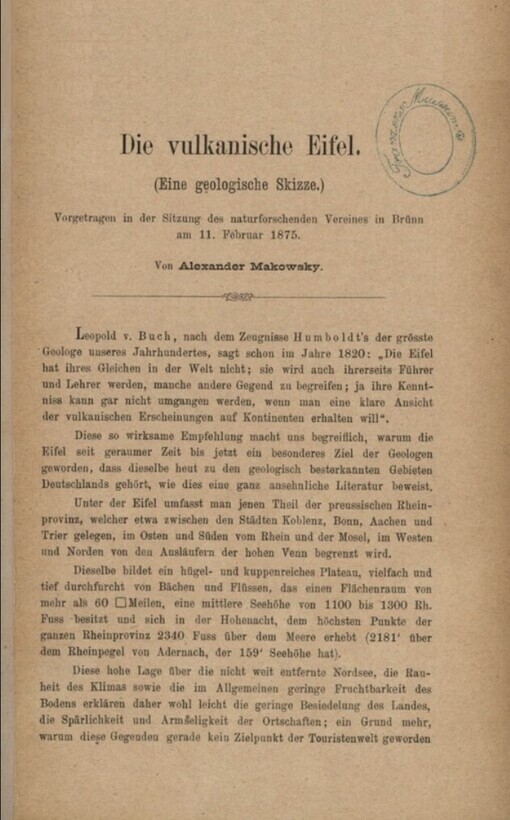 Franzens Museum
Die vulkanische Eifel.
(Eine geologische Skizze.)
Vorgetragen in der Sitzung des naturforschenden Vereines in Brünn
am 11. Februar 1875.
Von Alexander Makowsky.
Leopold v. Buch, nach dem Zeugnisse Humboldt's der grösste
Geologe unseres Jahrhundertes, sagt schon im Jahre 1820: „Die Eifel
hat ihres Gleichen in der Welt nicht; sie wird auch ihrerseits Führer
und Lehrer werden, manche andere Gegend zu begreifen; ja ihre Kennt-
niss kann gar nicht umgangen werden, wenn man eine klare Ansicht
der vulkanischen Erscheinungen auf Kontinenten erhalten will“.
Diese so wirksame Empfehlung macht uns begreiflich, warum die
Eifel seit geraumer Zeit bis jetzt ein besonderes Ziel der Geologen
geworden, dass dieselbe heut zu den geologisch besterkannten Gebieten
Deutschlands gehört, wie dies eine ganz ansehnliche Literatur beweist.
Unter der Eifel umfasst man jenen Theil der preussischen Rhein-
provinz, welcher etwa zwischen den Städten Koblenz, Bonn, Aachen und
Trier gelegen, im Osten und Süden vom Rhein und der Mosel, im Westen
und Norden von den Ausläufern der hohen Venn begrenzt wird.
Dieselbe bildet ein hügel- und kuppenreiches Plateau, vielfach und
tief durchfurcht von Bächen und Flüssen, das einen Flächenraum von
mehr als 60 □Meilen, eine mittlere Seehöhe von 1100 bis 1300 Rh.
Fuss besitzt und sich in der Hohenacht, dem höchsten Punkte der
ganzen Rheinprovinz 2340 Fuss über dem Meere erhebt (2181' über
dem Rheinpegel von Adernach, der 159' Seehöhe hat).
Diese hohe Lage über die nicht weit entfernte Nordsee, die Rau-
heit des Klimas sowie die im Allgemeinen geringe Fruchtbarkeit des
Bodens erklären daher wohl leicht die geringe Besiedelung des Landes,
die Spärlichkeit und Armseligkeit der Ortschaften; ein Grund mehr,
warum diese Gegenden gerade kein Zielpunkt der Touristenwelt geworden